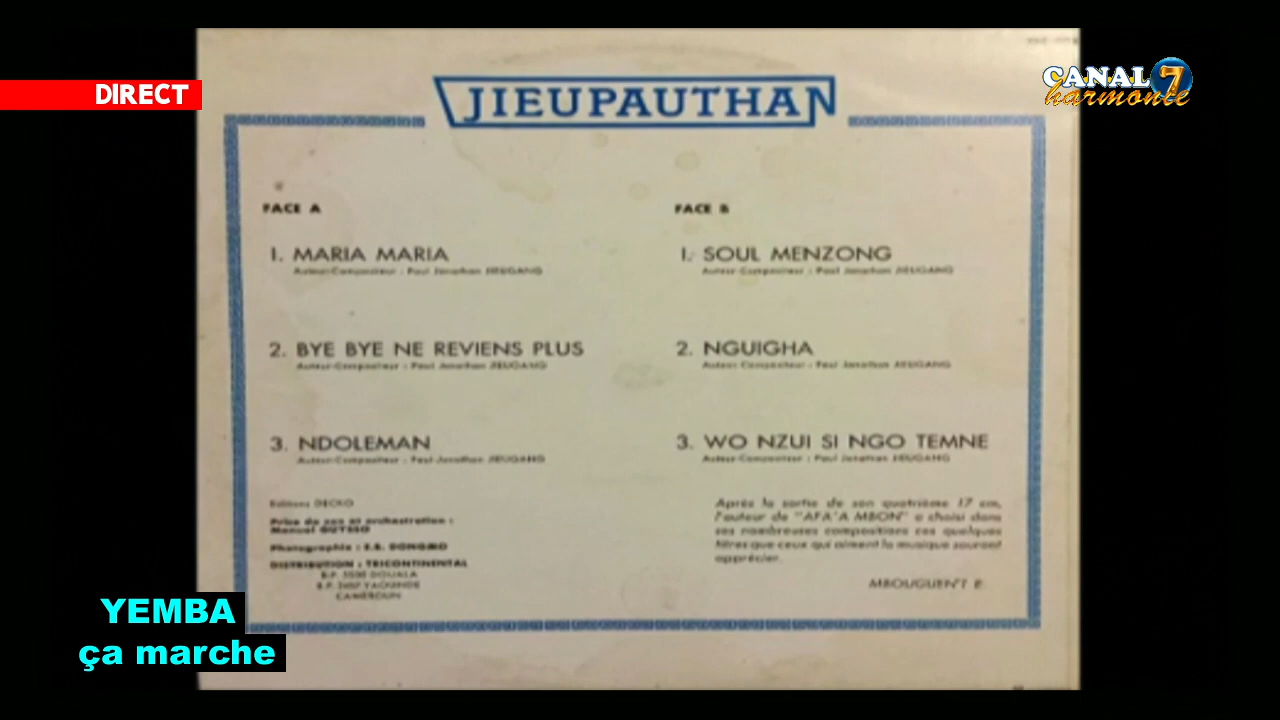 DIRECT
CANAL 7
harmonie
JIEUPAUTHAN
FACE A
1. MARIA MARIA
Auteur-Compositeur : Paul Jonathan JIEUGANG
2. BYE BYE NE REVIENS PLUS
Auteur-Compositeur : Paul Jonathan JIEUGANG
3. NDOLEMAN
Auteur-Compositeur : Paul Jonathan JIEUGANG
FACE B
1. SOUL MENZONG
Auteur-Compositeur : Paul Jonathan JIEUGANG
2. NGUIGHA
Auteur-Compositeur : Paul Jonathan JIEUGANG
3. WO NZUI SI NGO TEMNE
Auteur-Compositeur : Paul Jonathan JIEUGANG
Editions DECKO
Prise de son et orchestration :
Manuel
Photographie : E.B. DONGMO
DISTRIBUTION : TRICONTINENTAL
B.P. DOUALA
B.P. YAOUNDE
CAMEROUN
Après la sortie de son quatrième 17 cm,
l'auteur de "AFA'A MBON" a choisi dans
ses nombreuses compositions ces quelques
titres que ceux qui aiment la musique sauront
apprécier.
MBOUGUEN'T P.
YEMBA
ça marche